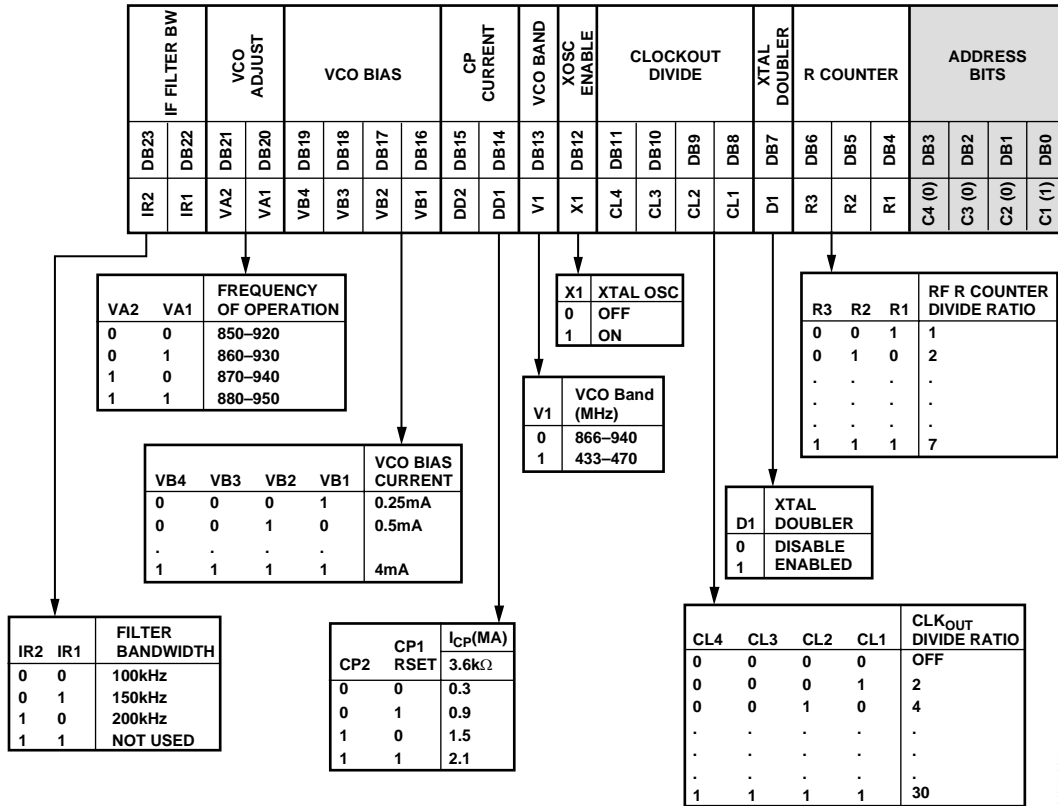 IF FILTER BW
VCO ADJUST
VCO BIAS
CP CURRENT
VCO BAND
XOSC ENABLE
CLOCKOUT DIVIDE
XTAL DOUBLER
R COUNTER
ADDRESS BITS
DB23 DB22 DB21 DB20 DB19 DB18 DB17 DB16 DB15 DB14 DB13 DB12 DB11 DB10 DB9 DB8 DB7 DB6 DB5 DB4 DB3 DB2 DB1 DB0
IR2 IR1 VA2 VA1 VB4 VB3 VB2 VB1 DD2 DD1 V1 X1 CL4 CL3 CL2 CL1 D1 R3 R2 R1 C4 (0) C3 (0) C2 (0) C1 (1)
VA2 VA1 FREQUENCY OF OPERATION
0 0 850–920
0 1 860–930
1 0 870–940
1 1 880–950
X1 XTAL OSC
0 OFF
1 ON
R3 R2 R1 RF R COUNTER DIVIDE RATIO
0 0 1 1
0 1 0 2
. . . .
. . . .
. . . .
1 1 1 7
V1 VCO Band (MHz)
0 866–940
1 433–470
VB4 VB3 VB2 VB1 VCO BIAS CURRENT
0 0 0 1 0.25mA
0 0 1 0 0.5mA
. . . .
1 1 1 1 4mA
D1 XTAL DOUBLER
0 DISABLE
1 ENABLED
IR2 IR1 FILTER BANDWIDTH
0 0 100kHz
0 1 150kHz
1 0 200kHz
1 1 NOT USED
CP2 CP1 RSET ICP(MA) 3.6kΩ
0 0 0.3
0 1 0.9
1 0 1.5
1 1 2.1
CL4 CL3 CL2 CL1 CLKOUT DIVIDE RATIO
0 0 0 0 OFF
0 0 0 1 2
0 0 1 0 4
. . . . .
. . . . .
. . . . .
1 1 1 1 30